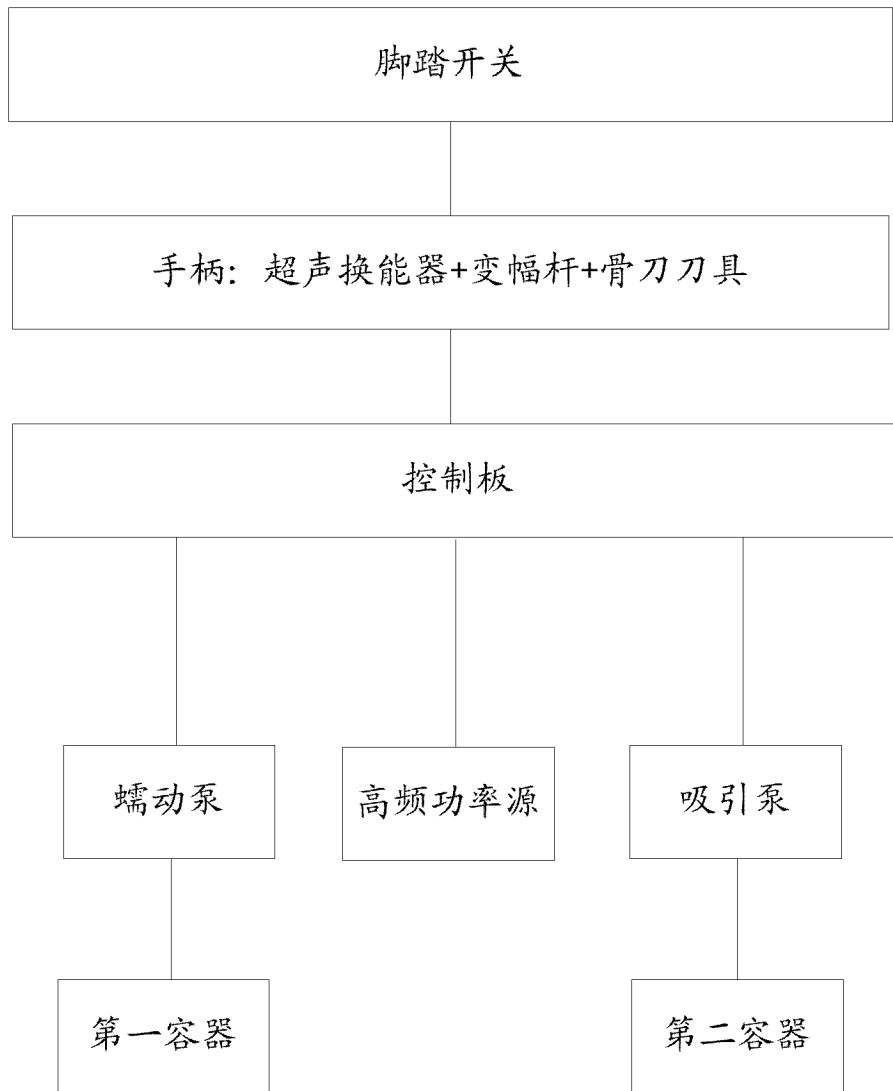 脚踏开关
手柄：超声换能器+变幅杆+骨刀刀具
控制板
蠕动泵
高频功率源
吸引泵
第一容器
第二容器